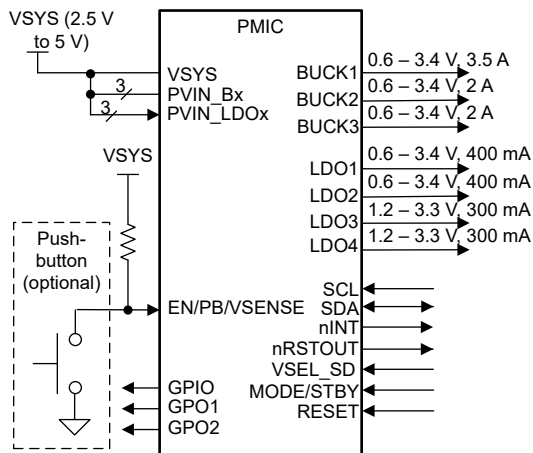 VSYS (2.5 V
to 5 V)
PMIC
VSYS
3
PVIN_Bx
3
PVIN_LDOx
BUCK1
0.6 – 3.4 V, 3.5 A
BUCK2
0.6 – 3.4 V, 2 A
BUCK3
0.6 – 3.4 V, 2 A
LDO1
0.6 – 3.4 V, 400 mA
LDO2
0.6 – 3.4 V, 400 mA
LDO3
1.2 – 3.3 V, 300 mA
LDO4
1.2 – 3.3 V, 300 mA
VSYS
Push-
button
(optional)
EN/PB/VSENSE
SCL
SDA
nINT
nRSTOUT
VSEL_SD
MODE/STBY
RESET
GPIO
GPO1
GPO2